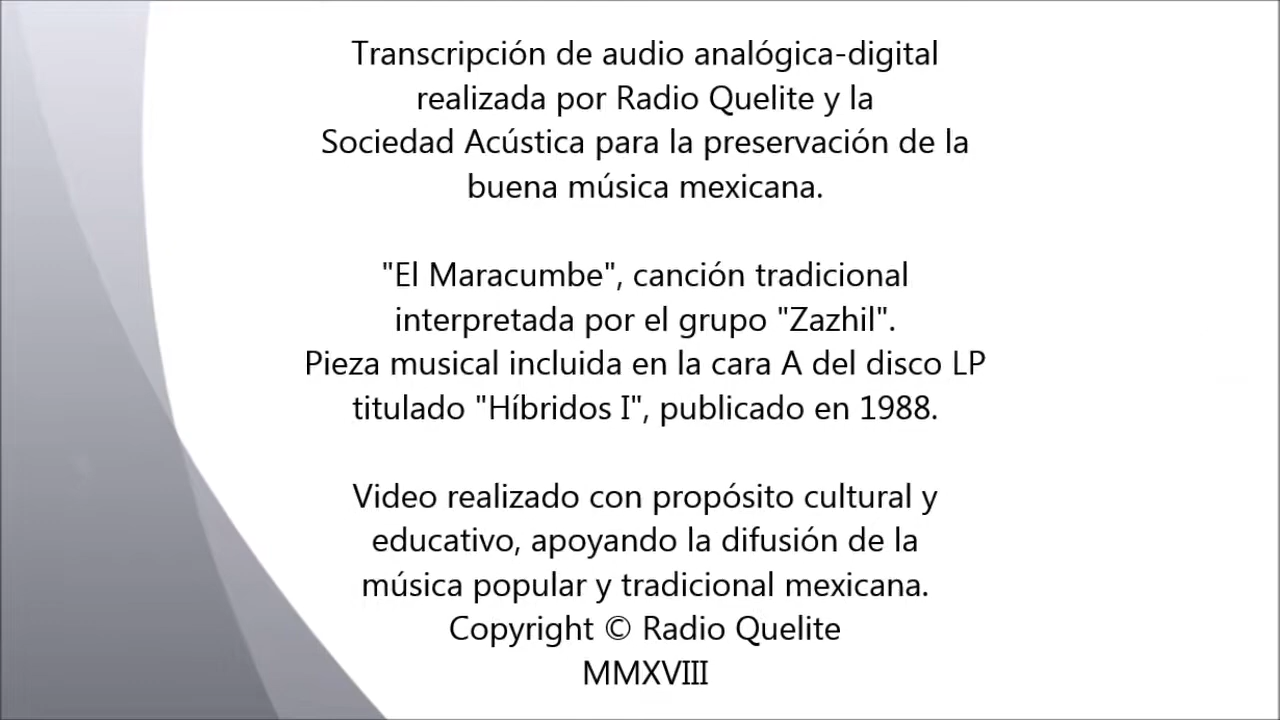 Transcripción de audio analógica-digital
realizada por Radio Quelite y la
Sociedad Acústica para la preservación de la
buena música mexicana.
"El Maracumbe", canción tradicional
interpretada por el grupo "Zazhil".
Pieza musical incluida en la cara A del disco LP
titulado "Híbridos I", publicado en 1988.
Video realizado con propósito cultural y
educativo, apoyando la difusión de la
música popular y tradicional mexicana.
Copyright © Radio Quelite
MMXVIII